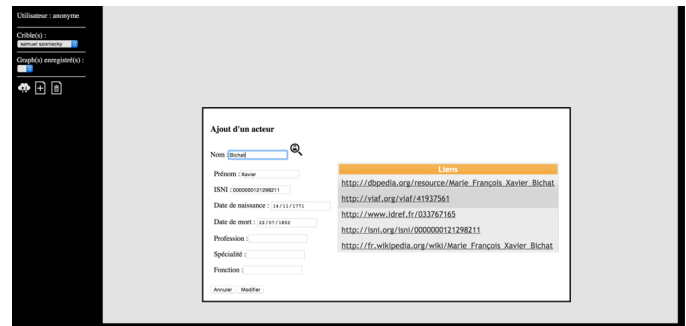 Utilisateur : anonyme
Crible(s) :
samuel szoniecky
Graph(s) enregistré(s) :
Ajout d'un acteur
Nom : Bichat
Prénom : Xavier
ISNI : 0000000121298211
Date de naissance : 14/11/1771
Date de mort : 22/07/1802
Profession :
Spécialité :
Fonction :
Annuler Modifier
Liens
http://dbpedia.org/resource/Marie_François_Xavier_Bichat
http://viaf.org/viaf/41937561
http://www.idref.fr/033767165
http://isni.org/isni/0000000121298211
http://fr.wikipedia.org/wiki/Marie_François_Xavier_Bichat